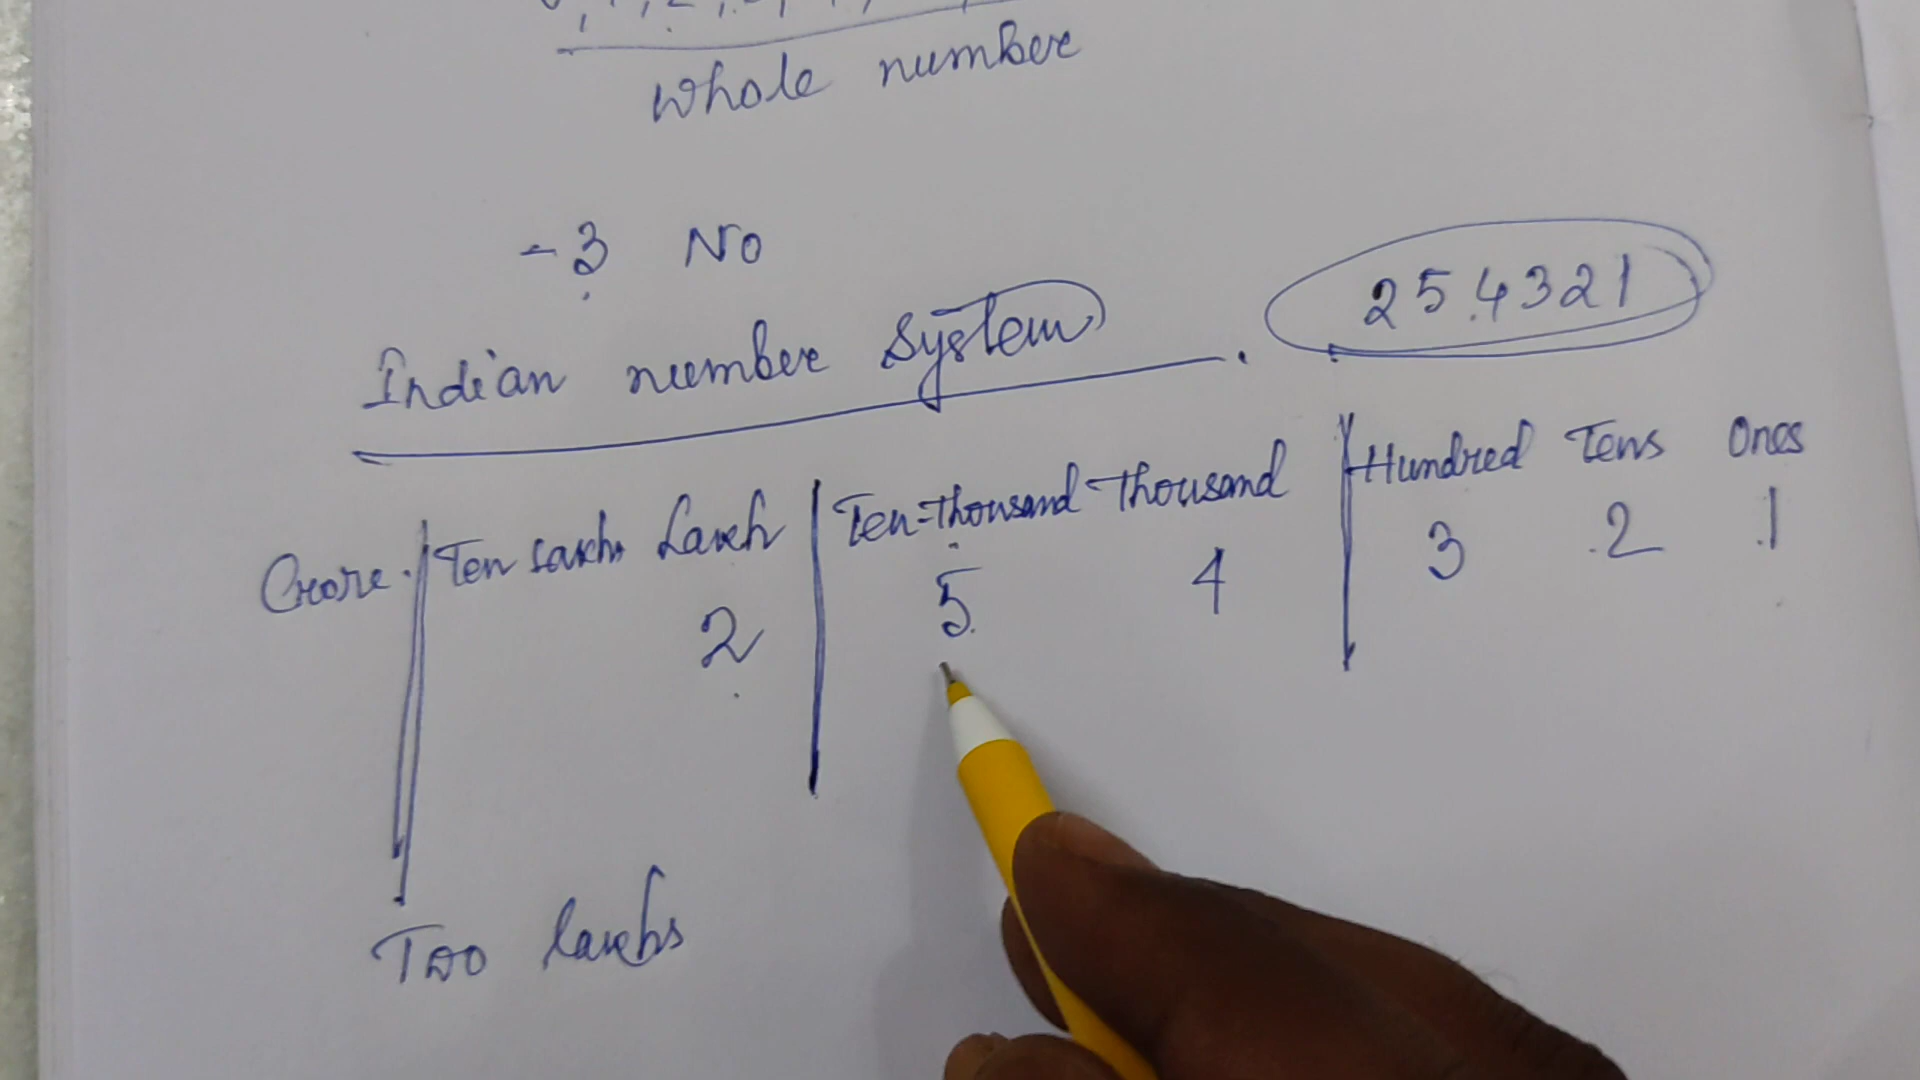 whole number
-3 No
254321
Indian number system
Crore Ten Lakhs Lakh Ten-thousand Thousand Hundred Tens Ones
2 5 4 3 2 1
Two lakhs